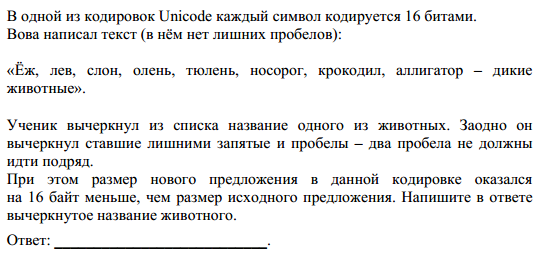 В одной из кодировок Unicode каждый символ кодируется 16 битами.
Вова написал текст (в нём нет лишних пробелов):
«Ёж, лев, слон, олень, тюлень, носорог, крокодил, аллигатор – дикие
животные».
Ученик вычеркнул из списка название одного из животных. Заодно он
вычеркнул ставшие лишними запятые и пробелы – два пробела не должны
идти подряд.
При этом размер нового предложения в данной кодировке оказался
на 16 байт меньше, чем размер исходного предложения. Напишите в ответе
вычеркнутое название животного.
Ответ: ___________________________.